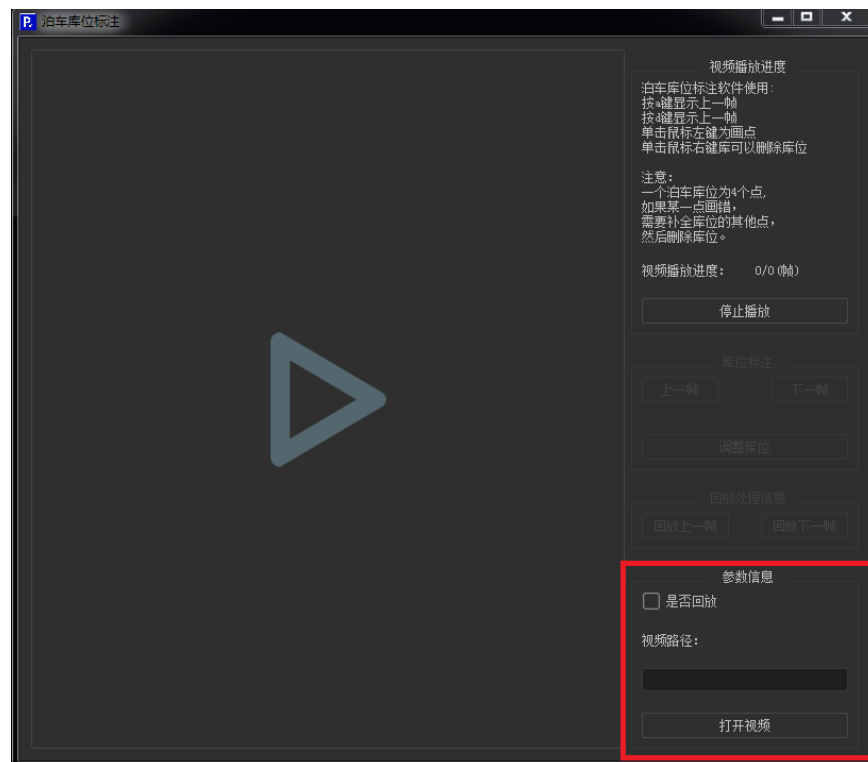 泊车库位标注
视频播放进度
泊车库位标注软件使用:
按a键显示上一帧
按d键显示上一帧
单击鼠标左键为画点
单击鼠标右键库可以删除库位
注意:
一个泊车库位为4个点,
如果某一点画错,
需要补全库位的其他点,
然后删除库位。
视频播放进度: 0/0(帧)
停止播放
库位标注
上一帧 下一帧
调整库位
回放处理信息
回放上一帧 回放下一帧
参数信息
是否回放
视频路径:
打开视频